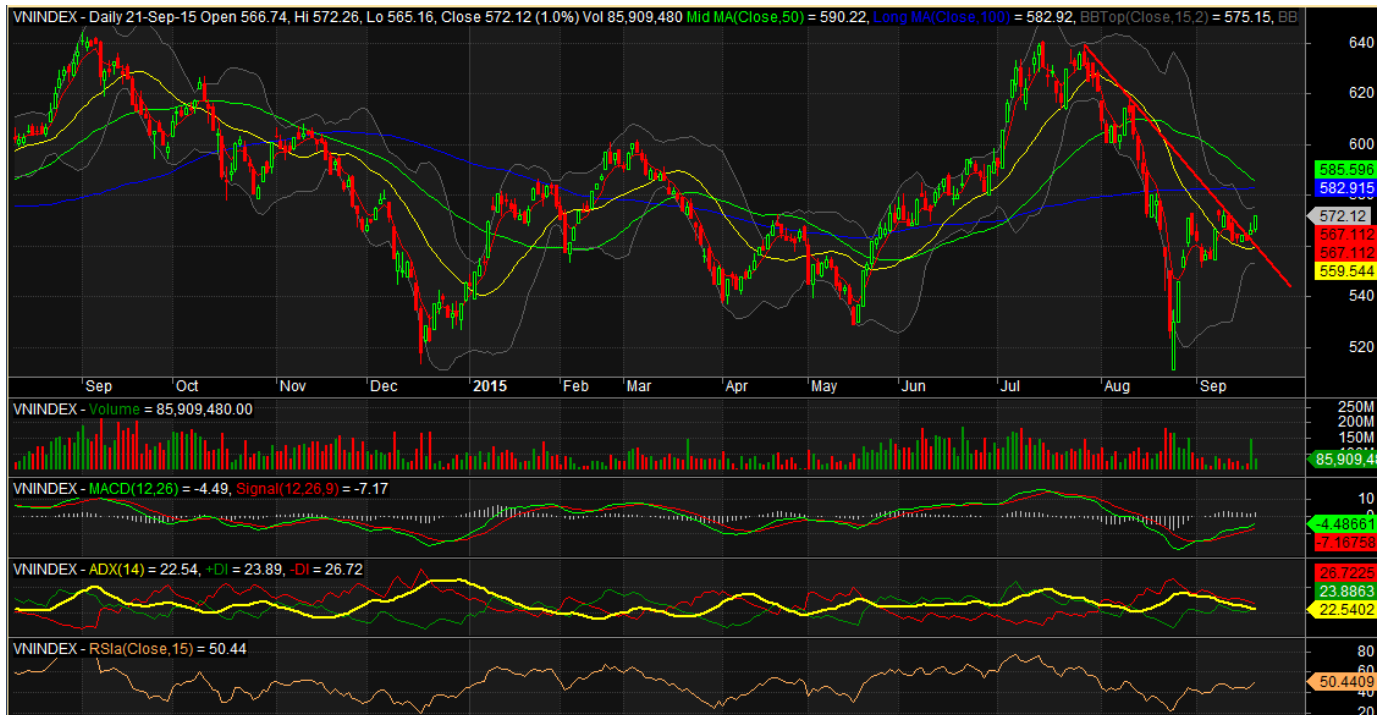 VNINDEX - Daily 21-Sep-15 Open 566.74, Hi 572.26, Lo 565.16, Close 572.12 (1.0%) Vol 85,909,480 Mid MA(Close,50) = 590.22, Long MA(Close,100) = 582.92, BBTop(Close,15,2) = 575.15, BB
640
620
600
585.596
582.915
572.12
567.112
567.112
559.544
540
520
Sep Oct Nov Dec 2015 Feb Mar Apr May Jun Jul Aug Sep
VNINDEX - Volume = 85,909,480.00
250M
200M
150M
85,909,48
VNINDEX - MACD(12,26) = -4.49, Signal(12,26,9) = -7.17
10
-4.48661
-7.16758
VNINDEX - ADX(14) = 22.54, +DI = 23.89, -DI = 26.72
26.7225
23.8863
22.5402
VNINDEX - RSIa(Close,15) = 50.44
80
60
50.4409
40
20